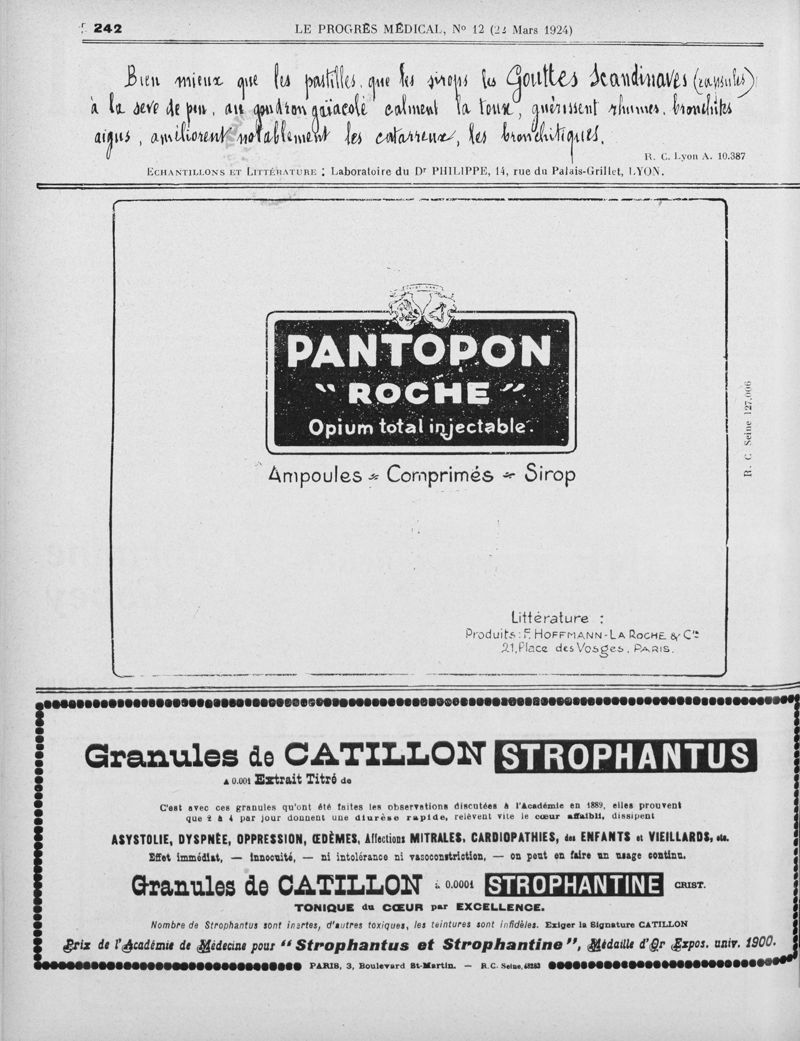 242
LE PROGRÈS MÉDICAL, No 12 (22 Mars 1924)
Bien mieux que les pastilles, que les sirops les Gouttes Scandinaves (capsules)
à la seve de pin, au goudron gaïacolé calment la toux, guérissent rhumes, bronchites
aigus, améliorent notablement les catarreux, les bronchitiques.
R. C. Lyon A. 10.387
ECHANTILLONS ET LITTÉRATURE : Laboratoire du Dr PHILIPPE, 14, rue du Palais-Grillet, LYON.
PANTOPON
"ROCHE"
Opium total injectable.
Ampoules - Comprimés - Sirop
R. C Seine 127.006
Littérature :
Produits : F. HOFFMANN-LA ROCHE & Cie
21, Place des Vosges, PARIS.
Granules de CATILLON STROPHANTUS
A 0.001 Extrait Titré de
C'est avec ces granules qu'ont été faites les observations discutées à l'Académie en 1889, elles prouvent
que 2 à 4 par jour donnent une diurèse rapide, relèvent vite le cœur affaibli, dissipent
ASYSTOLIE, DYSPNÉE, OPPRESSION, ŒDÈMES, Affections MITRALES, CARDIOPATHIES, des ENFANTS et VIEILLARDS, etc.
Effet immédiat, — innocuité, — ni intolérance ni vasoconstriction, — on peut en faire un usage continu.
Granules de CATILLON à 0.0001 STROPHANTINE CRIST.
TONIQUE du CŒUR par EXCELLENCE.
Nombre de Strophantus sont inertes, d'autres toxiques, les teintures sont infidèles. Exiger la Signature CATILLON
Prix de l'Académie de Médecine pour "Strophantus et Strophantine", Médaille d'Or Expos. univ. 1900.
PARIS, 3, Boulevard St-Martin. — R.C. Seine, 48283